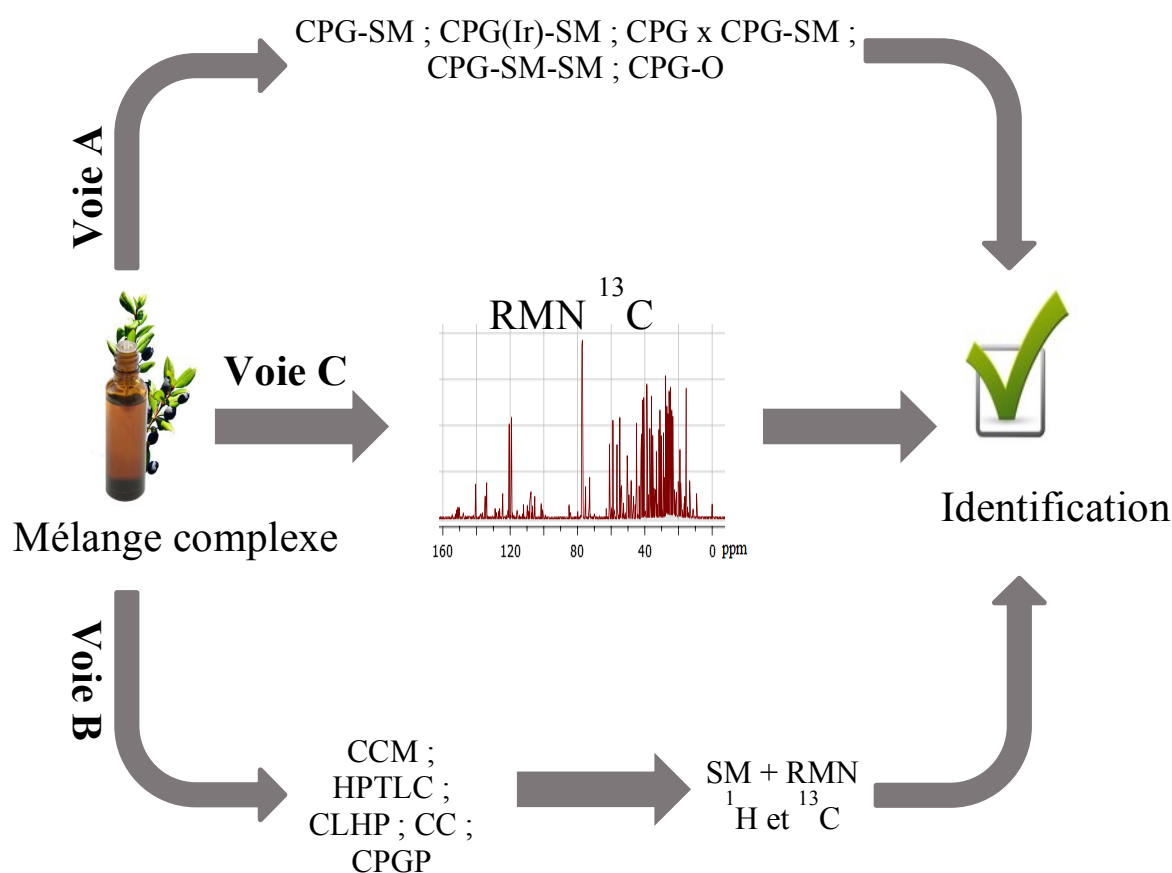 CPG-SM ; CPG(Ir)-SM ; CPG x CPG-SM ;
CPG-SM-SM ; CPG-O
Voie A
RMN ¹³C
Voie C
Mélange complexe
160 120 80 40 0 ppm
Identification
Voie B
CCM ;
HPTLC ;
CLHP ; CC ;
CPGP
SM + RMN
¹H et ¹³C